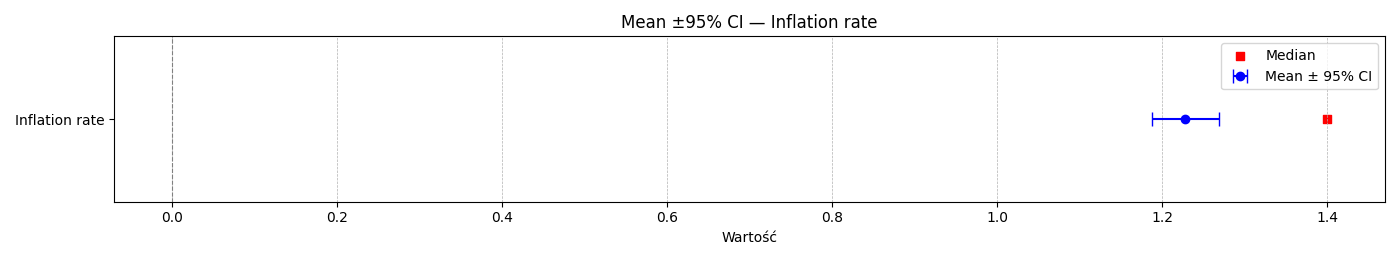 Mean ±95% CI — Inflation rate
Median
Mean ± 95% CI
Inflation rate
0.0 0.2 0.4 0.6 0.8 1.0 1.2 1.4
Wartość